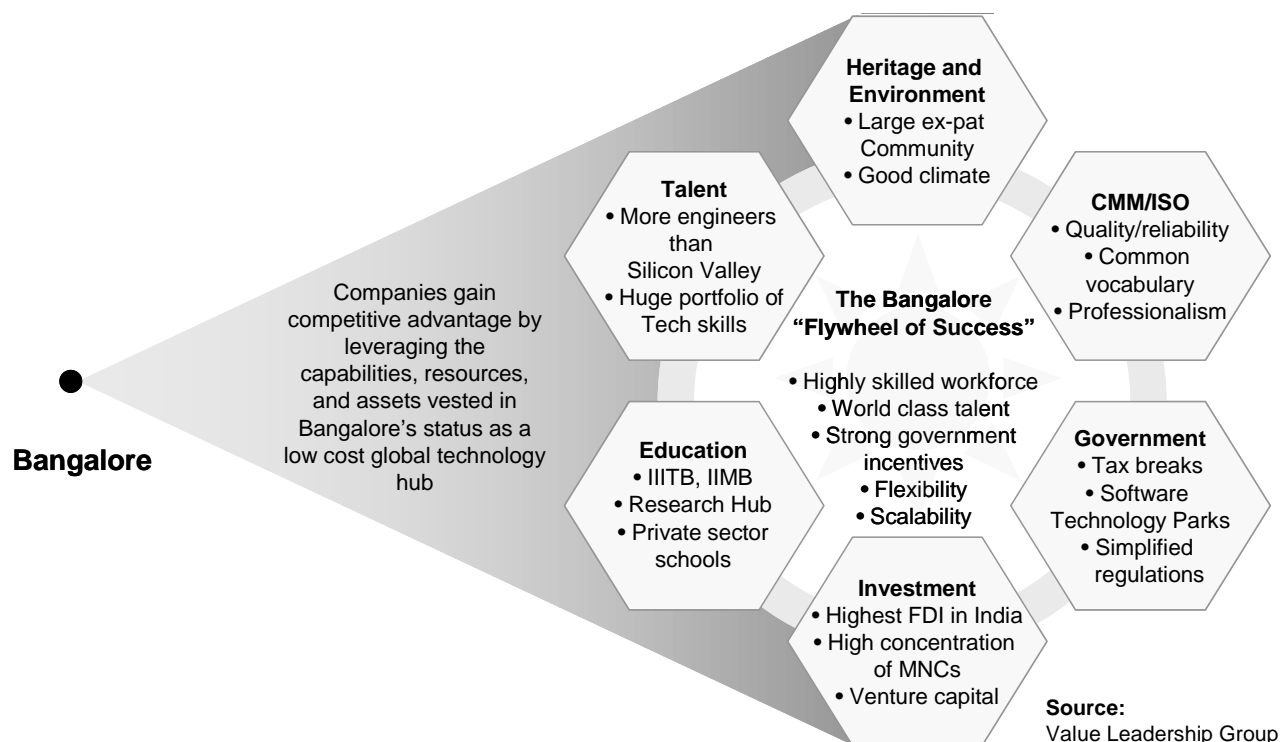 Bangalore
Companies gain
competitive advantage by
leveraging the
capabilities, resources,
and assets vested in
Bangalore’s status as a
low cost global technology
hub
Heritage and
Environment
• Large ex-pat
Community
• Good climate
Talent
• More engineers
than
Silicon Valley
• Huge portfolio of
Tech skills
CMM/ISO
• Quality/reliability
• Common
vocabulary
• Professionalism
The Bangalore
“Flywheel of Success”
• Highly skilled workforce
• World class talent
• Strong government
incentives
• Flexibility
• Scalability
Education
• IIITB, IIMB
• Research Hub
• Private sector
schools
Government
• Tax breaks
• Software
Technology Parks
• Simplified
regulations
Investment
• Highest FDI in India
• High concentration
of MNCs
• Venture capital
Source:
Value Leadership Group